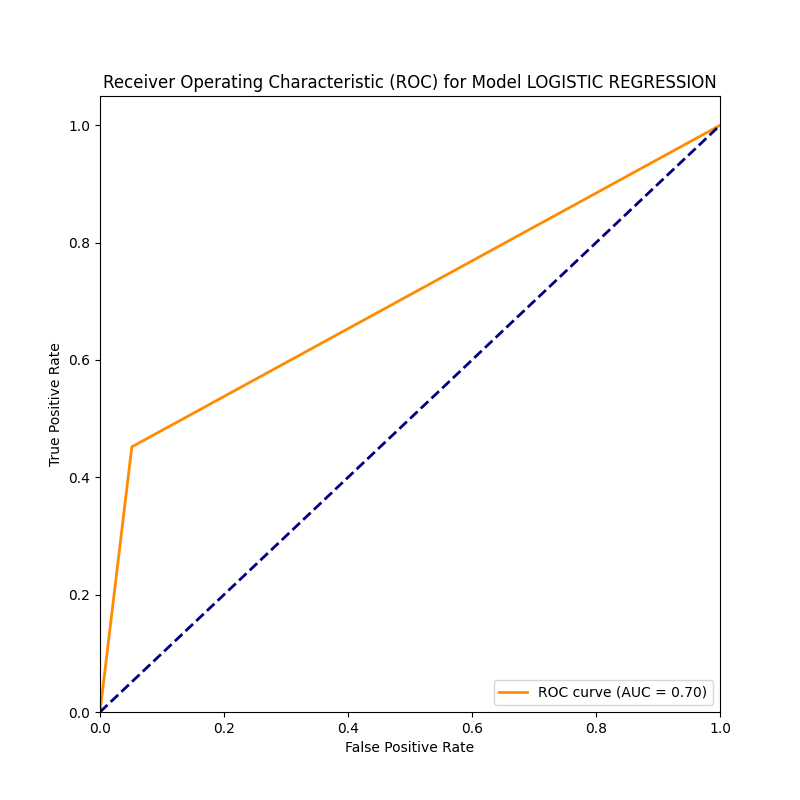 Receiver Operating Characteristic (ROC) for Model LOGISTIC REGRESSION
1.0
0.8
0.6
0.4
0.2
0.0
True Positive Rate
ROC curve (AUC = 0.70)
0.0 0.2 0.4 0.6 0.8 1.0
False Positive Rate